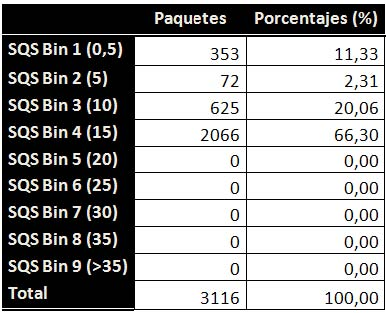 Paquetes Porcentajes (%)
SQS Bin 1 (0,5) 353 11,33
SQS Bin 2 (5) 72 2,31
SQS Bin 3 (10) 625 20,06
SQS Bin 4 (15) 2066 66,30
SQS Bin 5 (20) 0 0,00
SQS Bin 6 (25) 0 0,00
SQS Bin 7 (30) 0 0,00
SQS Bin 8 (35) 0 0,00
SQS Bin 9 (>35) 0 0,00
Total 3116 100,00